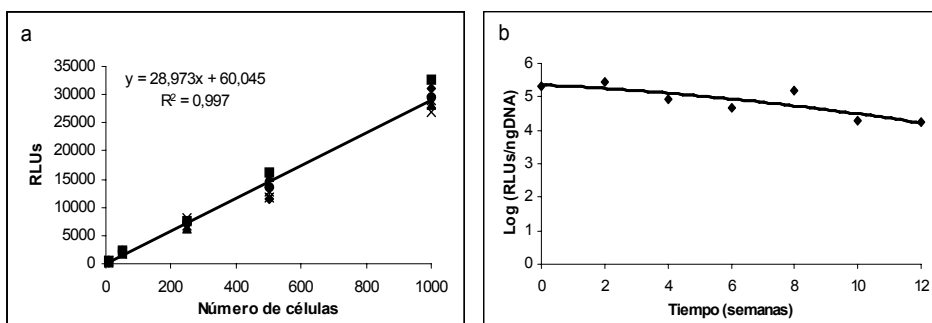 a
y = 28,973x + 60,045
R² = 0,997
RLUs
35000
30000
25000
20000
15000
10000
5000
0
0 200 400 600 800 1000
Número de células
b
Log (RLUs/ngDNA)
6
5
4
3
2
1
0
0 2 4 6 8 10 12
Tiempo (semanas)